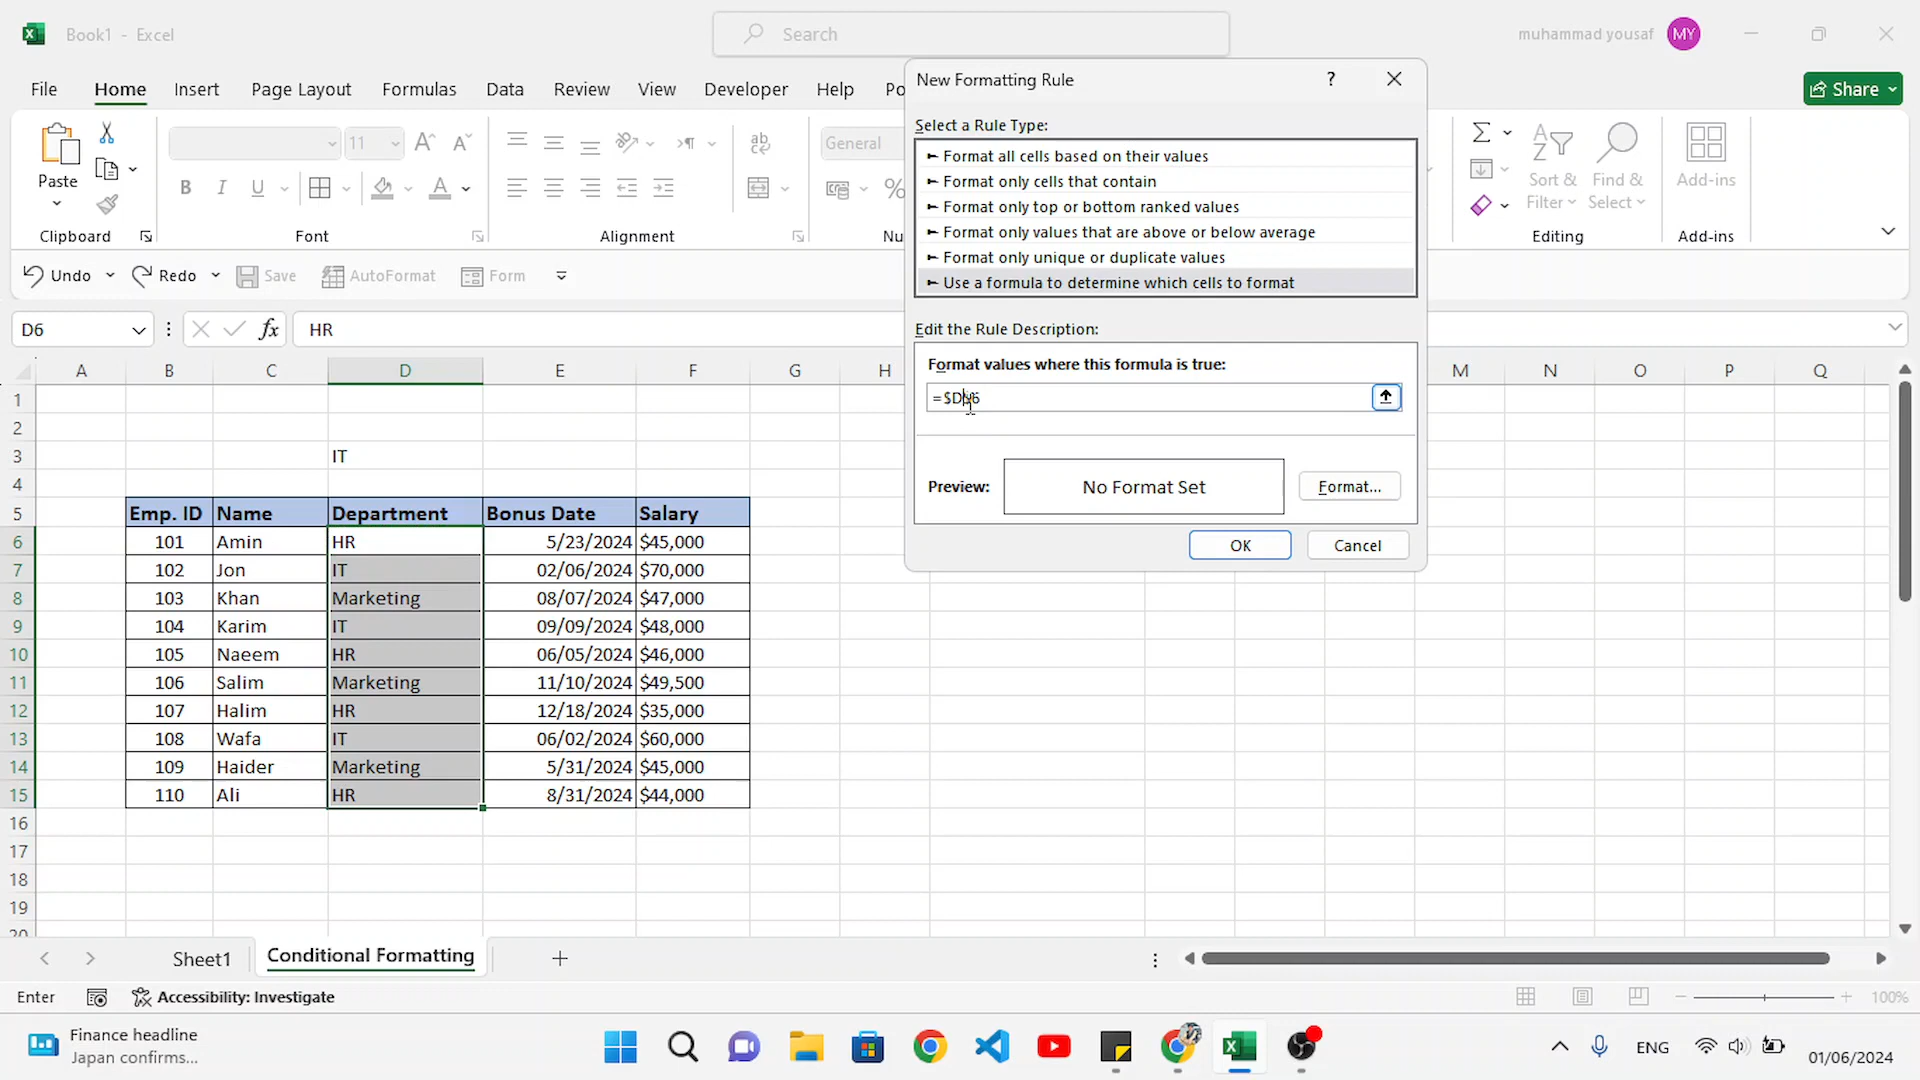 Book1 - Excel
Search
muhammad yousaf
MY
File Home Insert Page Layout Formulas Data Review View Developer Help Po
Share
Paste
11
B I U
ab
General
%
Sort & Filter
Find & Select
Add-ins
Clipboard
Font
Alignment
Nu
Editing
Add-ins
Undo Redo Save AutoFormat Form
D6
fx
HR
A B C D E F G H M N O P Q
1
2
3 IT
4
5 Emp. ID Name Department Bonus Date Salary
6 101 Amin HR 5/23/2024 $45,000
7 102 Jon IT 02/06/2024 $70,000
8 103 Khan Marketing 08/07/2024 $47,000
9 104 Karim IT 09/09/2024 $48,000
10 105 Naeem HR 06/05/2024 $46,000
11 106 Salim Marketing 11/10/2024 $49,500
12 107 Halim HR 12/18/2024 $35,000
13 108 Wafa IT 06/02/2024 $60,000
14 109 Haider Marketing 5/31/2024 $45,000
15 110 Ali HR 8/31/2024 $44,000
16
17
18
19
20
New Formatting Rule
?
Select a Rule Type:
Format all cells based on their values
Format only cells that contain
Format only top or bottom ranked values
Format only values that are above or below average
Format only unique or duplicate values
Use a formula to determine which cells to format
Edit the Rule Description:
Format values where this formula is true:
Preview:
No Format Set
Format...
OK
Cancel
Sheet1
Conditional Formatting
Enter
Accessibility: Investigate
100%
Finance headline
Japan confirms...
ENG
01/06/2024